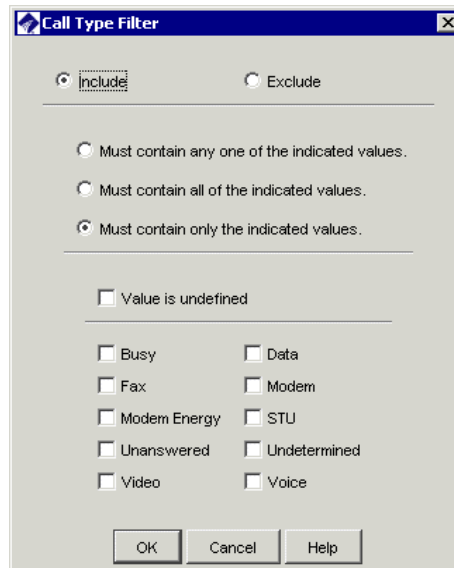 Call Type Filter
Include Exclude
Must contain any one of the indicated values.
Must contain all of the indicated values.
Must contain only the indicated values.
Value is undefined
Busy Data
Fax Modem
Modem Energy STU
Unanswered Undetermined
Video Voice
OK Cancel Help